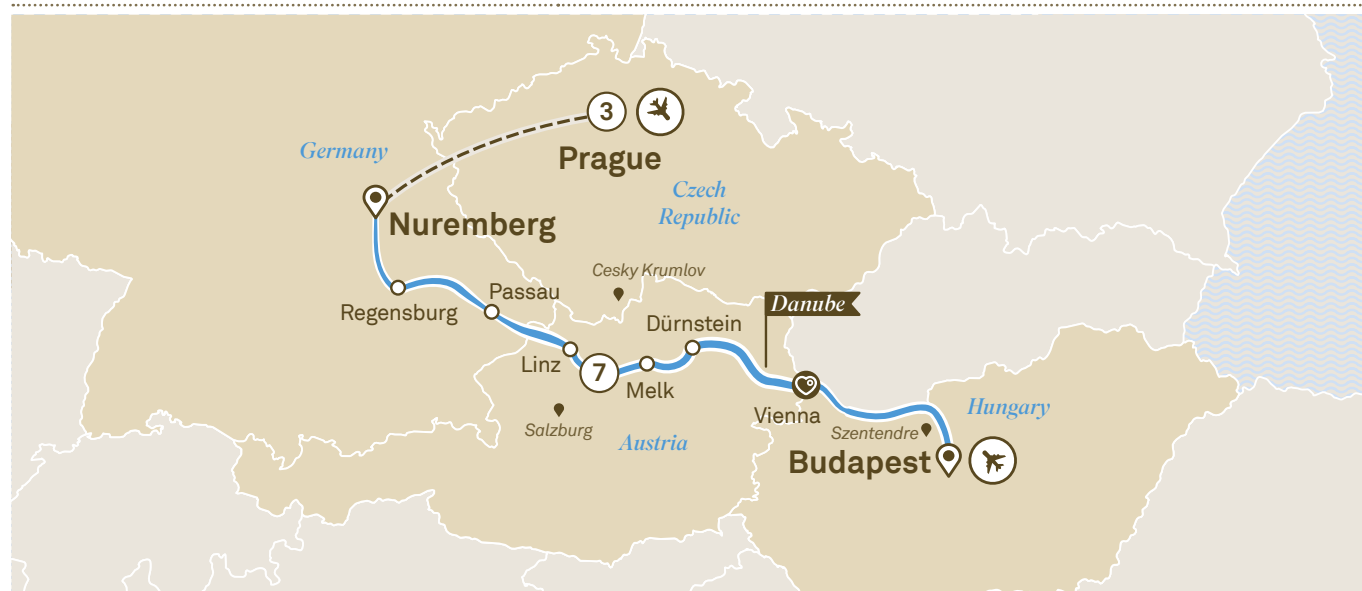 3
Prague
Germany
Czech
Republic
Nuremberg
Cesky Krumlov
Passau
Regensburg
Danube
Dürnstein
Linz
7
Melk
Vienna
Hungary
Salzburg
Szentendre
Austria
Budapest